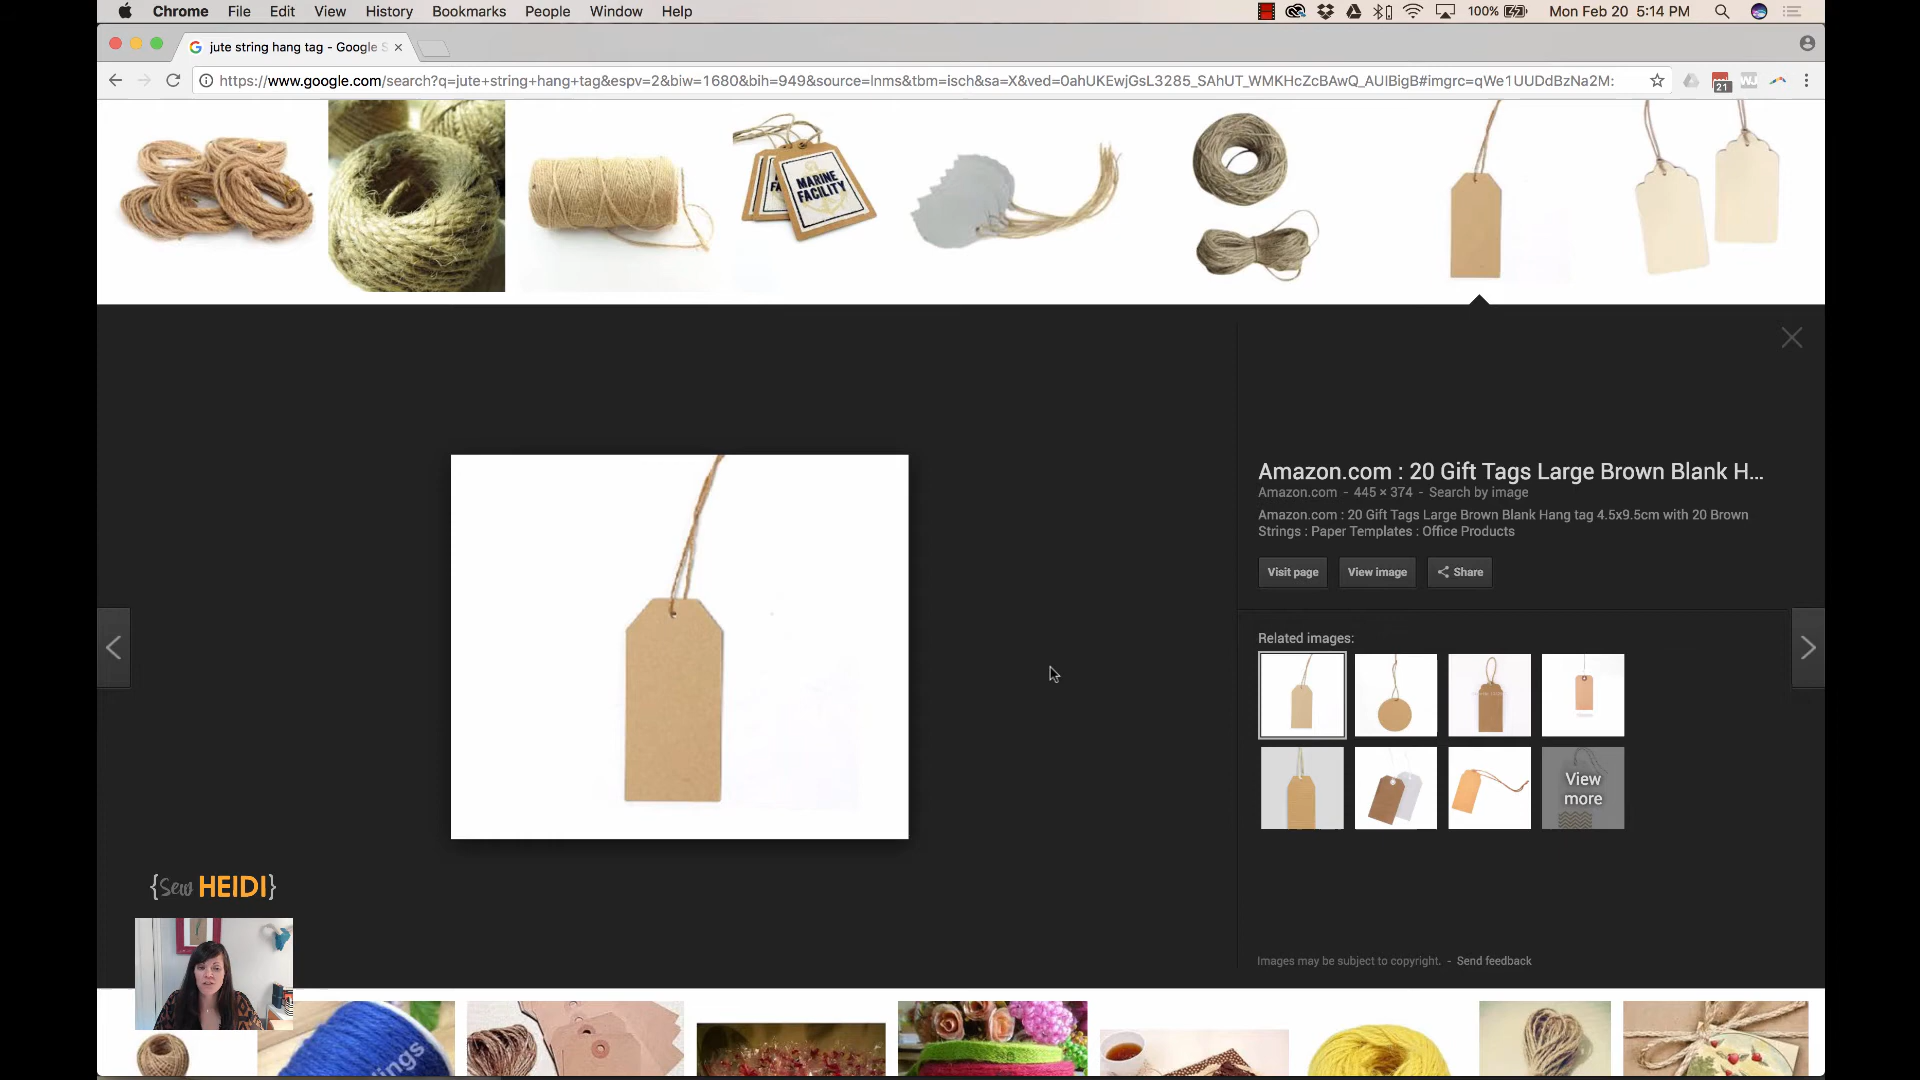 Chrome File Edit View History Bookmarks People Window Help
100% Mon Feb 20 5:14 PM
jute string hang tag - Google S
https://www.google.com/search?q=jute+string+hang+tag&espv=2&biw=1680&bih=949&source=lnms&tbm=isch&sa=X&ved=0ahUKEwjGsL3285_SAhUT_WMKHcZcBAwQ_AUIBigB#imgrc=qWe1UUDdBzNa2M:
21
MARINE
FACILITY
Amazon.com : 20 Gift Tags Large Brown Blank H...
Amazon.com - 445 × 374 - Search by image
Amazon.com : 20 Gift Tags Large Brown Blank Hang tag 4.5x9.5cm with 20 Brown
Strings : Paper Templates : Office Products
Visit page View image Share
Related images:
View
more
{Sew HEIDI}
Images may be subject to copyright. - Send feedback